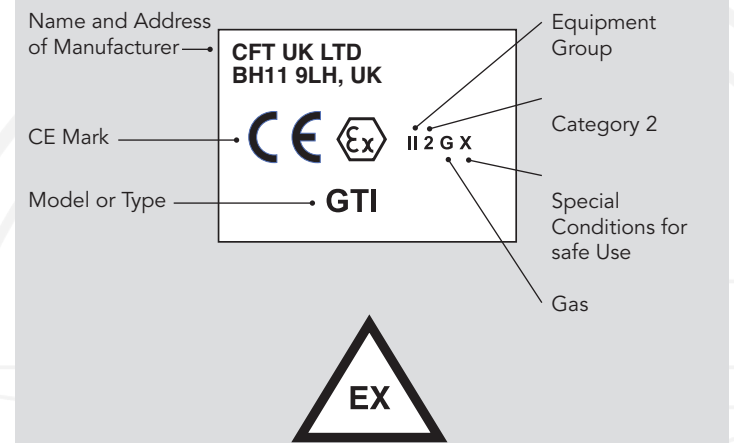 Name and Address
of Manufacturer
CE Mark
Model or Type
CFT UK LTD
BH11 9LH, UK
CE Ex II 2 G X
GTI
Equipment
Group
Category 2
Special
Conditions for
safe Use
Gas
EX